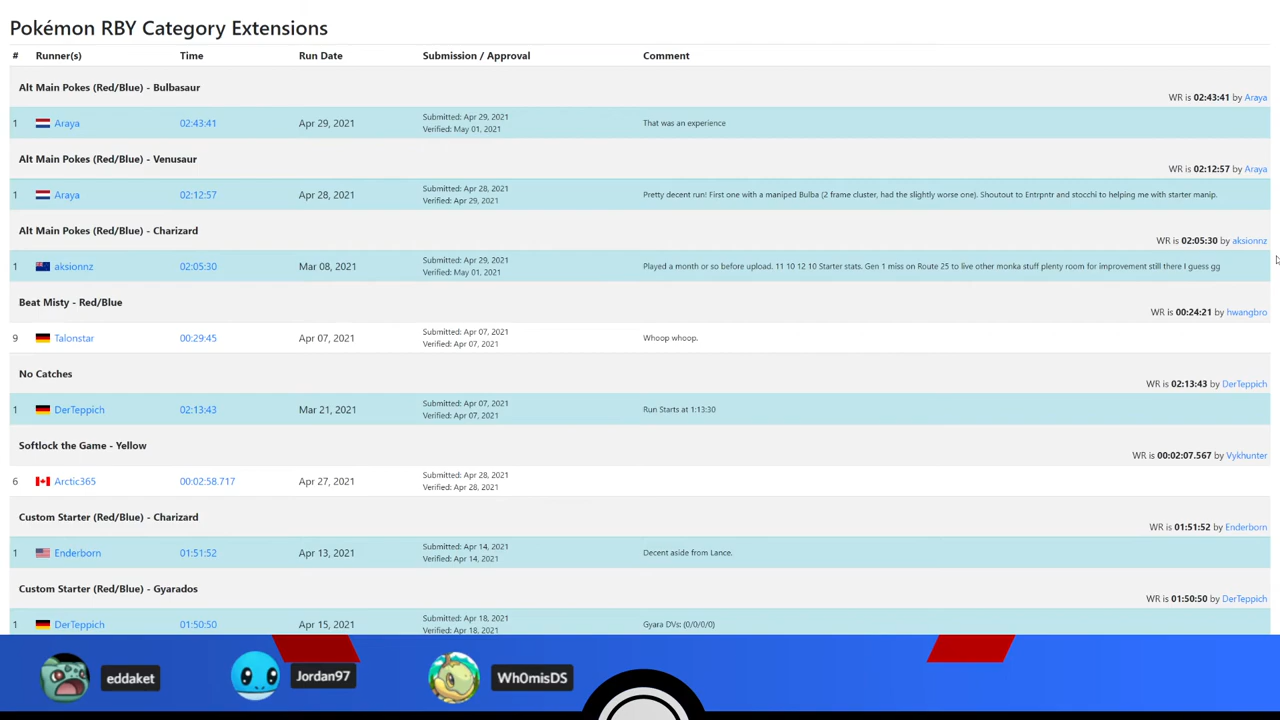 Pokémon RBY Category Extensions
# Runner(s) Time Run Date Submission / Approval Comment
Alt Main Pokes (Red/Blue) - Bulbasaur
WR is 02:43:41 by Araya
1 Araya 02:43:41 Apr 29, 2021 Submitted: Apr 29, 2021 That was an experience
Verified: May 01, 2021
Alt Main Pokes (Red/Blue) - Venusaur
WR is 02:12:57 by Araya
1 Araya 02:12:57 Apr 28, 2021 Submitted: Apr 28, 2021 Pretty decent run! First one with a maniped Bulba (2 frame cluster, had the slightly worse one). Shoutout to Entrpntr and stocchi to helping me with starter manip.
Verified: Apr 29, 2021
Alt Main Pokes (Red/Blue) - Charizard
WR is 02:05:30 by aksionnz
1 aksionnz 02:05:30 Mar 08, 2021 Submitted: Apr 29, 2021 Played a month or so before upload. 11 10 12 10 Starter stats. Gen 1 miss on Route 25 to live other monka stuff plenty room for improvement still there I guess gg
Verified: May 01, 2021
Beat Misty - Red/Blue
WR is 00:24:21 by hwangbro
9 Talonstar 00:29:45 Apr 07, 2021 Submitted: Apr 07, 2021 Whoop whoop.
Verified: Apr 07, 2021
No Catches
WR is 02:13:43 by DerTeppich
1 DerTeppich 02:13:43 Mar 21, 2021 Submitted: Apr 07, 2021 Run Starts at 1:13:30
Verified: Apr 07, 2021
Softlock the Game - Yellow
WR is 00:02:07.567 by Vykhunter
6 Arctic365 00:02:58.717 Apr 27, 2021 Submitted: Apr 28, 2021
Verified: Apr 28, 2021
Custom Starter (Red/Blue) - Charizard
WR is 01:51:52 by Enderborn
1 Enderborn 01:51:52 Apr 13, 2021 Submitted: Apr 14, 2021 Decent aside from Lance.
Verified: Apr 14, 2021
Custom Starter (Red/Blue) - Gyarados
WR is 01:50:50 by DerTeppich
1 DerTeppich 01:50:50 Apr 15, 2021 Submitted: Apr 18, 2021 Gyara DVs: (0/0/0/0)
Verified: Apr 18, 2021
eddaket Jordan97 Wh0misDS